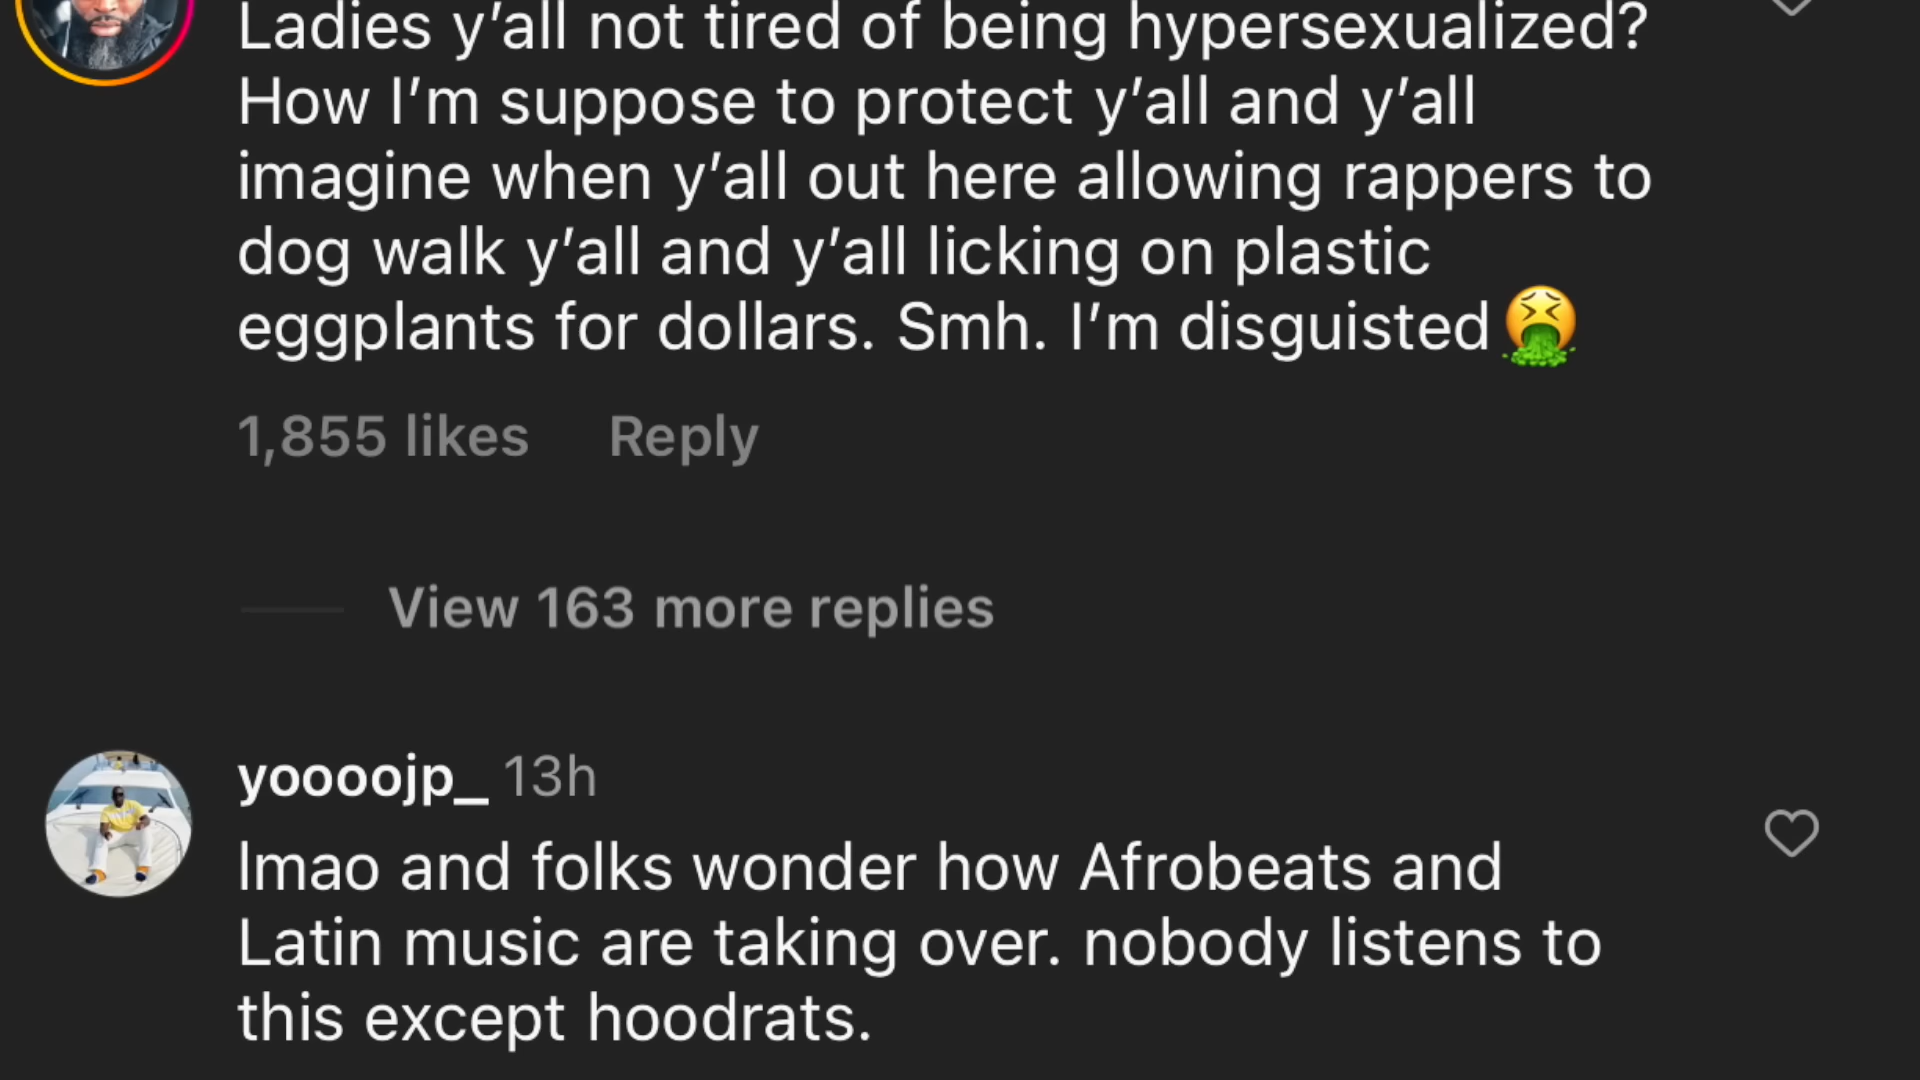 Ladies y’all not tired of being hypersexualized?
How I’m suppose to protect y’all and y’all
imagine when y’all out here allowing rappers to
dog walk y’all and y’all licking on plastic
eggplants for dollars. Smh. I’m disguisted🤮
1,855 likes Reply
View 163 more replies
yoooojp_ 13h
lmao and folks wonder how Afrobeats and
Latin music are taking over. nobody listens to
this except hoodrats.